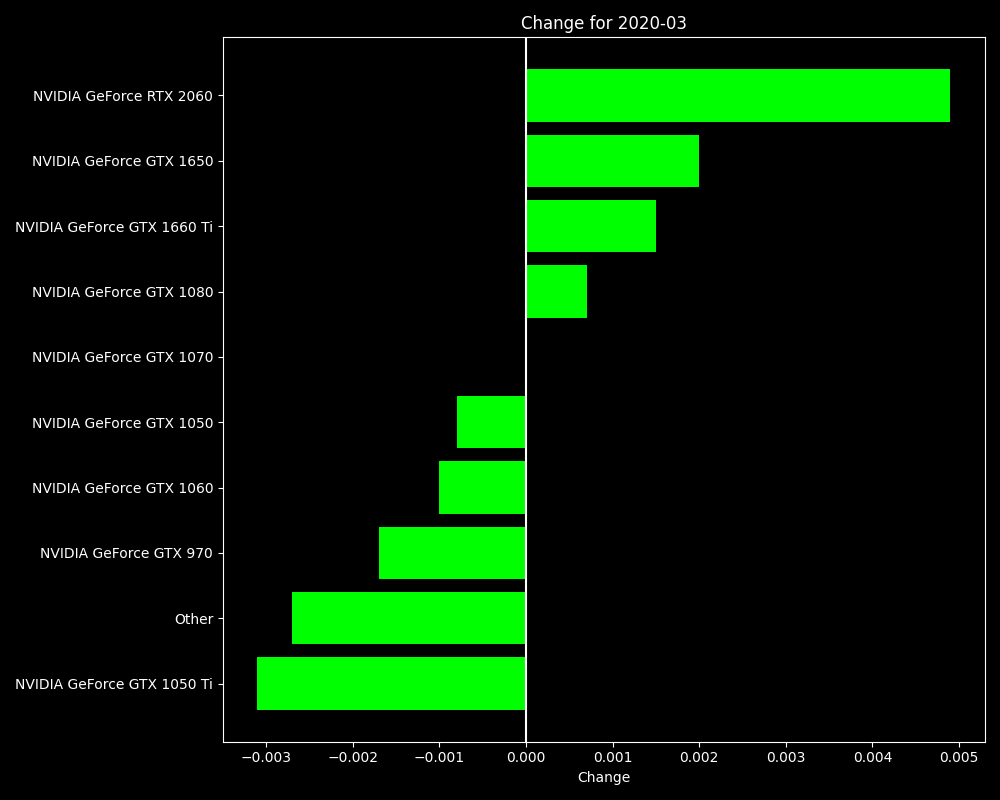 Change for 2020-03
NVIDIA GeForce RTX 2060
NVIDIA GeForce GTX 1650
NVIDIA GeForce GTX 1660 Ti
NVIDIA GeForce GTX 1080
NVIDIA GeForce GTX 1070
NVIDIA GeForce GTX 1050
NVIDIA GeForce GTX 1060
NVIDIA GeForce GTX 970
Other
NVIDIA GeForce GTX 1050 Ti
−0.003 −0.002 −0.001 0.000 0.001 0.002 0.003 0.004 0.005
Change